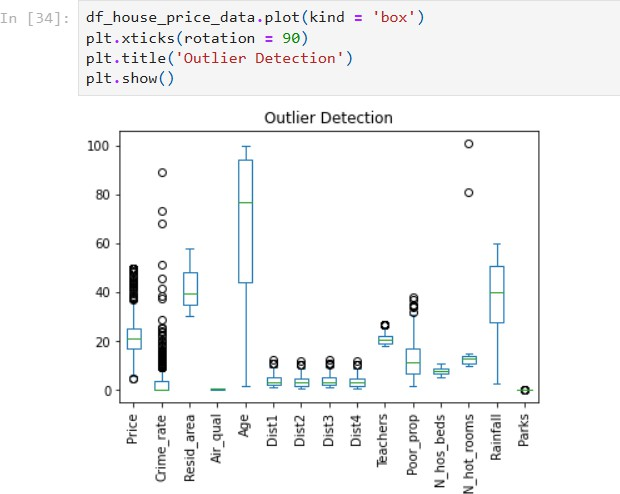 In [34]:
df_house_price_data.plot(kind = 'box')
plt.xticks(rotation = 90)
plt.title('Outlier Detection')
plt.show()
Outlier Detection
100
80
60
40
20
0
Price
Crime_rate
Resid_area
Air_qual
Age
Dist1
Dist2
Dist3
Dist4
Teachers
Poor_prop
N_hos_beds
N_hot_rooms
Rainfall
Parks